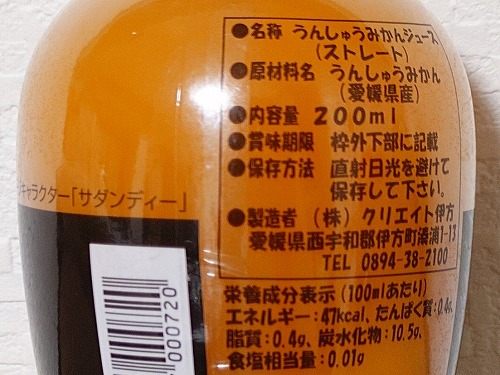 ●名称 うんしゅうみかんジュース
(ストレート)
●原材料名 うんしゅうみかん
(愛媛県産)
●内容量 200ml
●賞味期限 枠外下部に記載
●保存方法 直射日光を避けて
保存して下さい。
●製造者 (株)クリエイト伊方
愛媛県西宇和郡伊方町湊浦1-13
TEL 0894-38-2100
栄養成分表示(100mlあたり)
エネルギー:47kcal、たんぱく質:0.4g、
脂質:0.4g、炭水化物:10.5g、
食塩相当量:0.01g
キャラクター「サダンディー」
000720